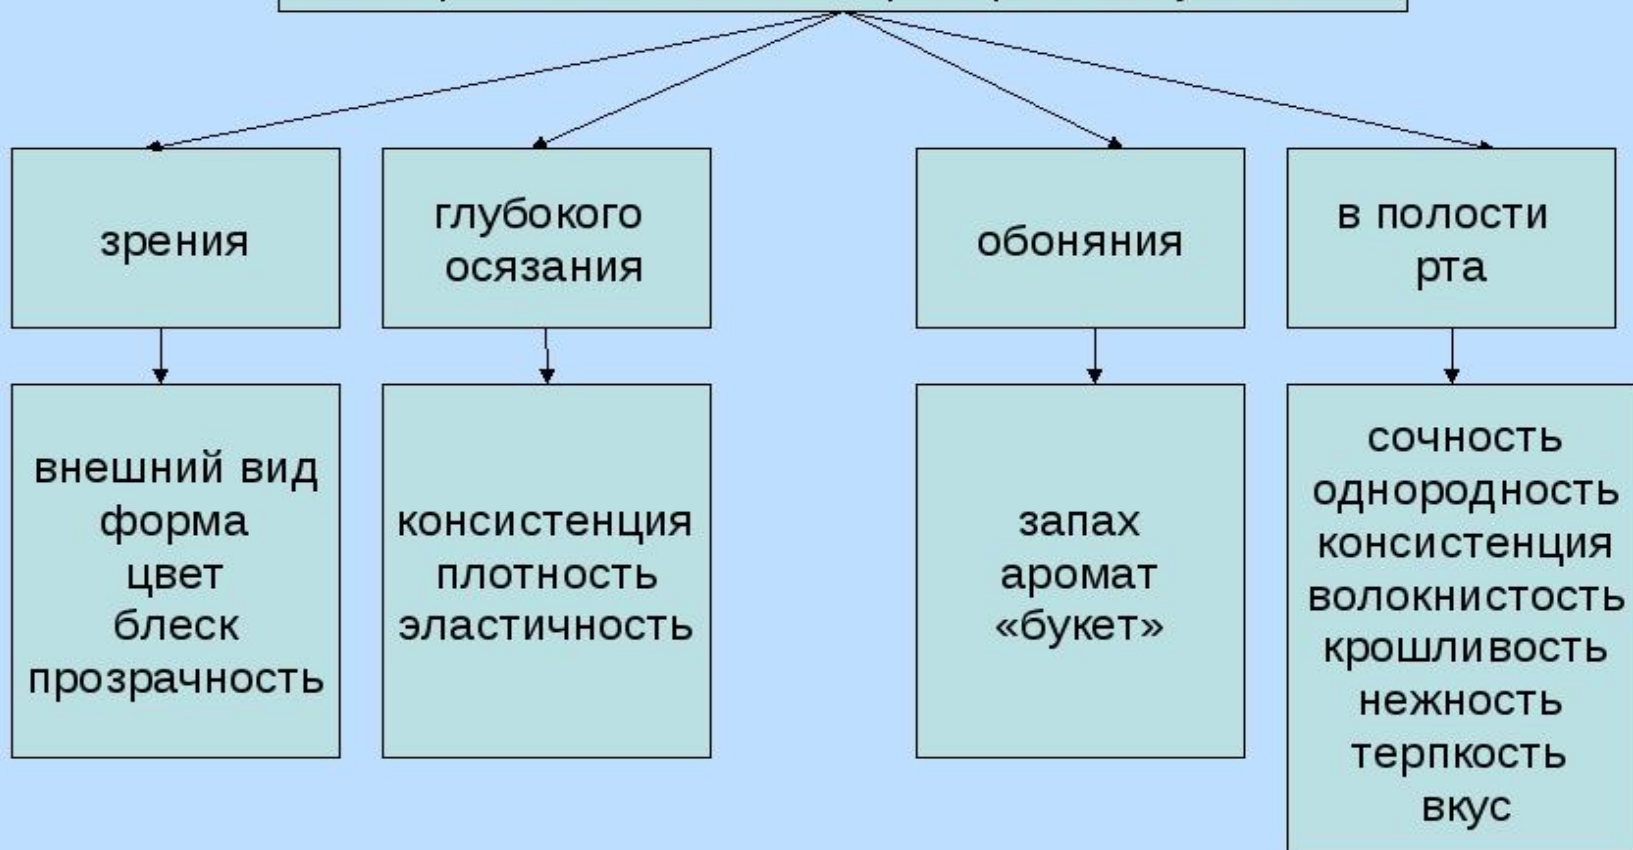 зрения
глубокого
осязания
обоняния
в полости
рта
внешний вид
форма
цвет
блеск
прозрачность
консистенция
плотность
эластичность
запах
аромат
«букет»
сочность
однородность
консистенция
волокнистость
крошливость
нежность
терпкость
вкус